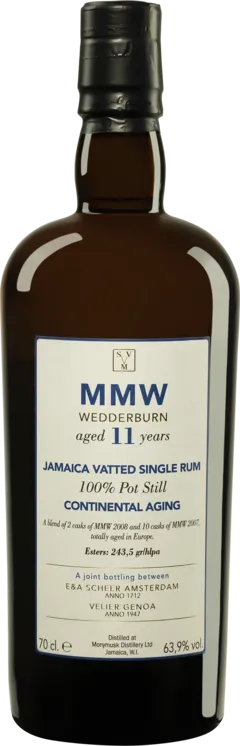 S V
M
MMW
WEDDERBURN
aged 11 years
JAMAICA VATTED SINGLE RUM
100% Pot Still
CONTINENTAL AGING
A blend of 2 casks of MMW 2008 and 10 casks of MMW 2007,
totally aged in Europe.
Esters: 243,5 gr/hlpa
A joint bottling between
E&A SCHEER AMSTERDAM
ANNO 1712
VELIER GENOA
ANNO 1947
70 cl. e
Distilled at
Monymusk Distillery Ltd
Jamaica, W.I.
63,9% vol